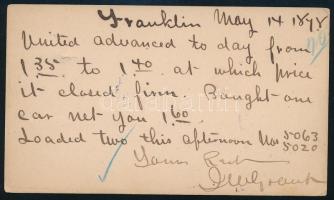 Franklin May 14 1898
United advanced to day from
1.35 to 1.40 at which price
it closed firm. Bought one
car net you 1.60
Loaded two this afternoon Nos 5063
5020
Yours